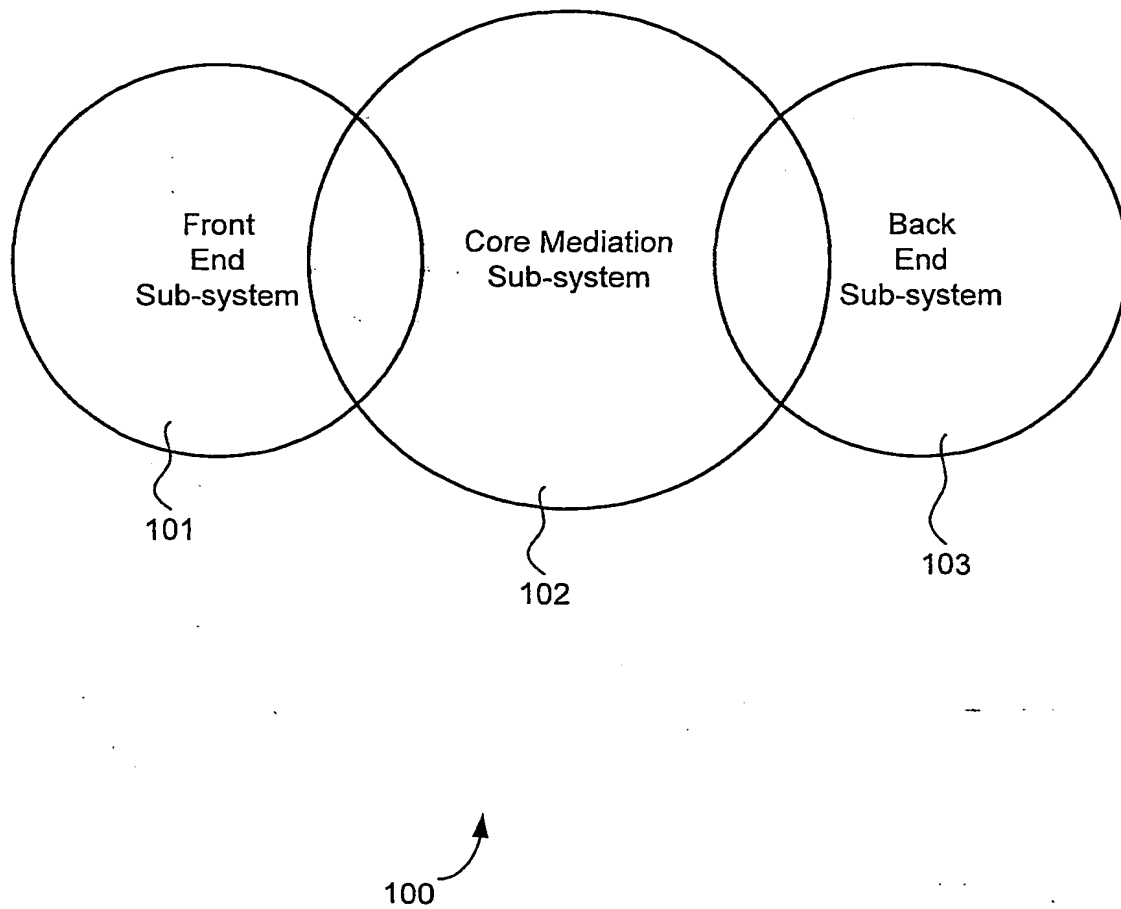 Front
End
Sub-system
Core Mediation
Sub-system
Back
End
Sub-system
101
102
103
100